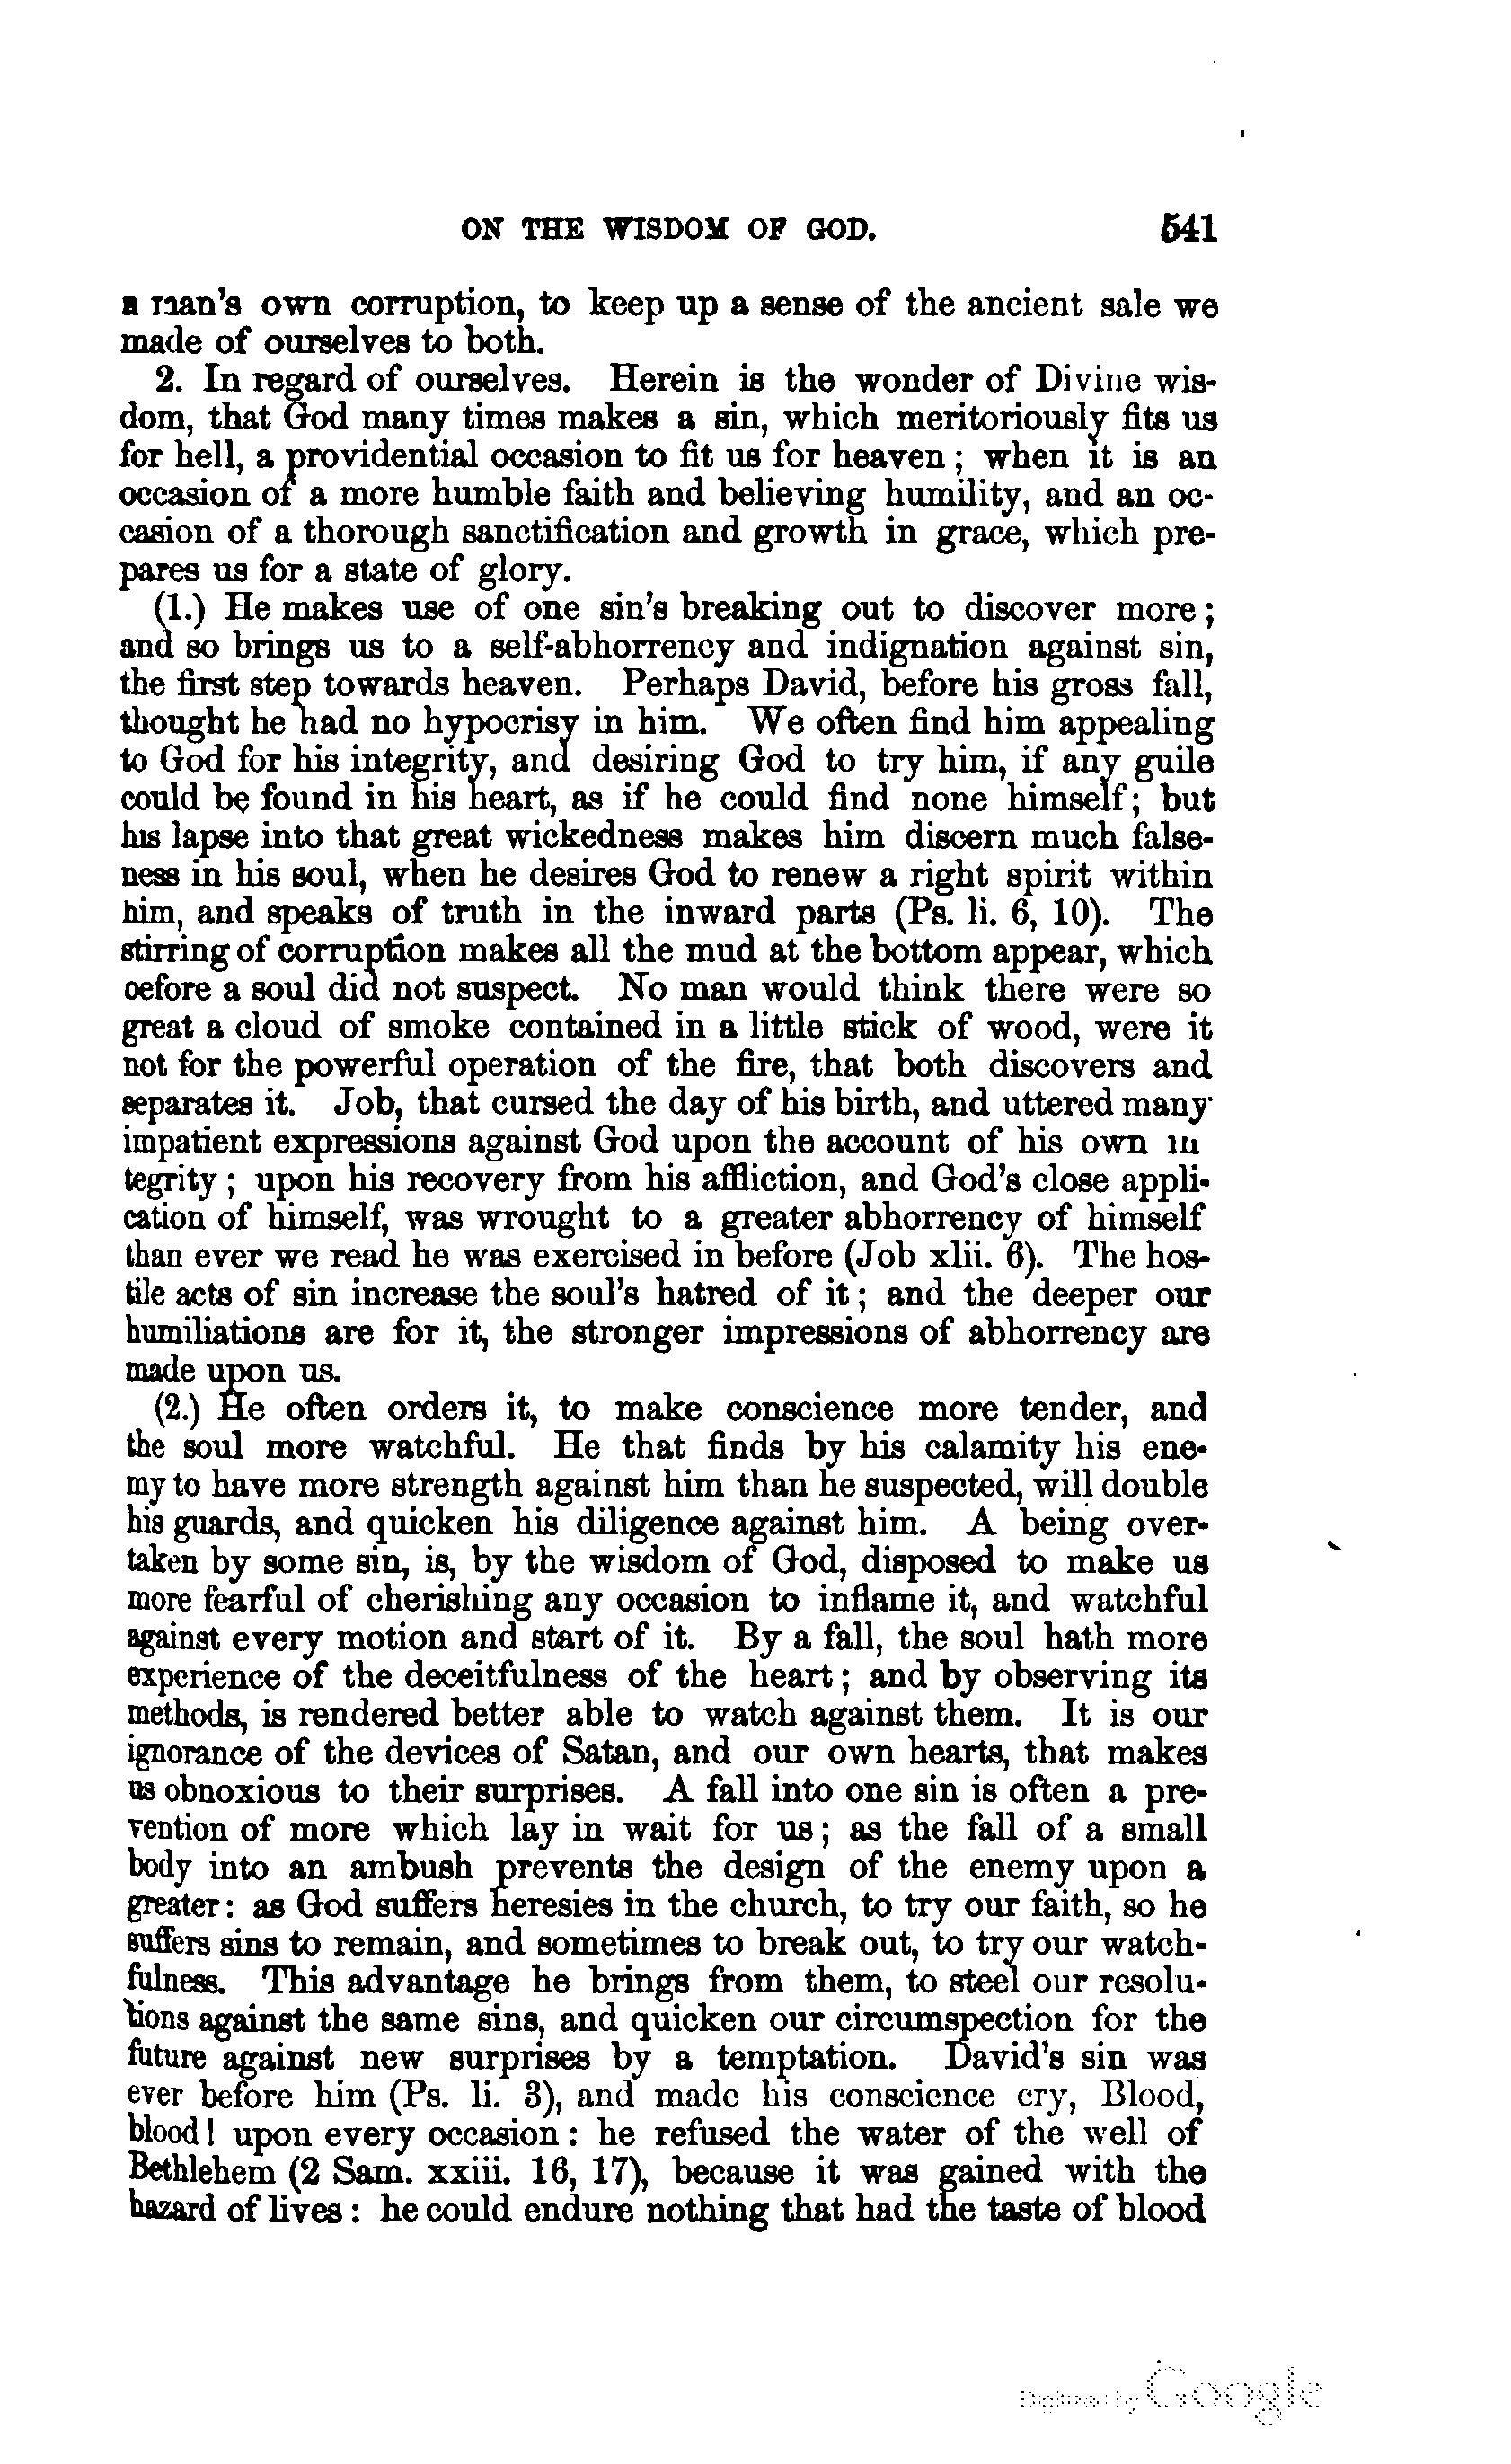 ON THE WISDOM OF GOD. 541
a man's own corruption, to keep up a sense of the ancient sale we
made of ourselves to both.
2. In regard of ourselves. Herein is the wonder of Divine wis-
dom, that God many times makes a sin, which meritoriously fits us
for hell, a providential occasion to fit us for heaven; when it is an
occasion of a more humble faith and believing humility, and an oc-
casion of a thorough sanctification and growth in grace, which pre-
pares us for a state of glory.
(1.) He makes use of one sin's breaking out to discover more;
and so brings us to a self-abhorrency and indignation against sin,
the first step towards heaven. Perhaps David, before his gross fall,
thought he had no hypocrisy in him. We often find him appealing
to God for his integrity, and desiring God to try him, if any guile
could be found in his heart, as if he could find none himself; but
his lapse into that great wickedness makes him discern much false-
ness in his soul, when he desires God to renew a right spirit within
him, and speaks of truth in the inward parts (Ps. li. 6, 10). The
stirring of corruption makes all the mud at the bottom appear, which
before a soul did not suspect. No man would think there were so
great a cloud of smoke contained in a little stick of wood, were it
not for the powerful operation of the fire, that both discovers and
separates it. Job, that cursed the day of his birth, and uttered many
impatient expressions against God upon the account of his own in
tegrity; upon his recovery from his affliction, and God's close appli-
cation of himself, was wrought to a greater abhorrency of himself
than ever we read he was exercised in before (Job xlii. 6). The hos-
tile acts of sin increase the soul's hatred of it; and the deeper our
humiliations are for it, the stronger impressions of abhorrency are
made upon us.
(2.) He often orders it, to make conscience more tender, and
the soul more watchful. He that finds by his calamity his ene-
my to have more strength against him than he suspected, will double
his guards, and quicken his diligence against him. A being over-
taken by some sin, is, by the wisdom of God, disposed to make us
more fearful of cherishing any occasion to inflame it, and watchful
against every motion and start of it. By a fall, the soul hath more
experience of the deceitfulness of the heart; and by observing its
methods, is rendered better able to watch against them. It is our
ignorance of the devices of Satan, and our own hearts, that makes
us obnoxious to their surprises. A fall into one sin is often a pre-
vention of more which lay in wait for us; as the fall of a small
body into an ambush prevents the design of the enemy upon a
greater: as God suffers heresies in the church, to try our faith, so he
suffers sins to remain, and sometimes to break out, to try our watch-
fulness. This advantage he brings from them, to steel our resolu-
tions against the same sins, and quicken our circumspection for the
future against new surprises by a temptation. David's sin was
ever before him (Ps. li. 3), and made his conscience cry, Blood,
blood! upon every occasion: he refused the water of the well of
Bethlehem (2 Sam. xxiii. 16, 17), because it was gained with the
hazard of lives: he could endure nothing that had the taste of blood
Digitized by Google